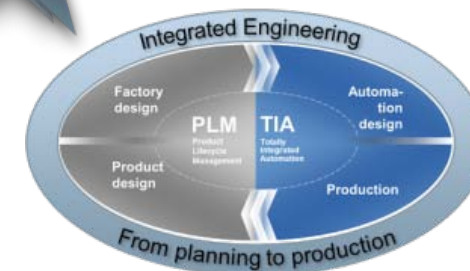 Integrated Engineering
Factory
design
Automa-
tion
design
PLM
Product
Lifecycle
Management
TIA
Totally
Integrated
Automation
Product
design
Production
From planning to production